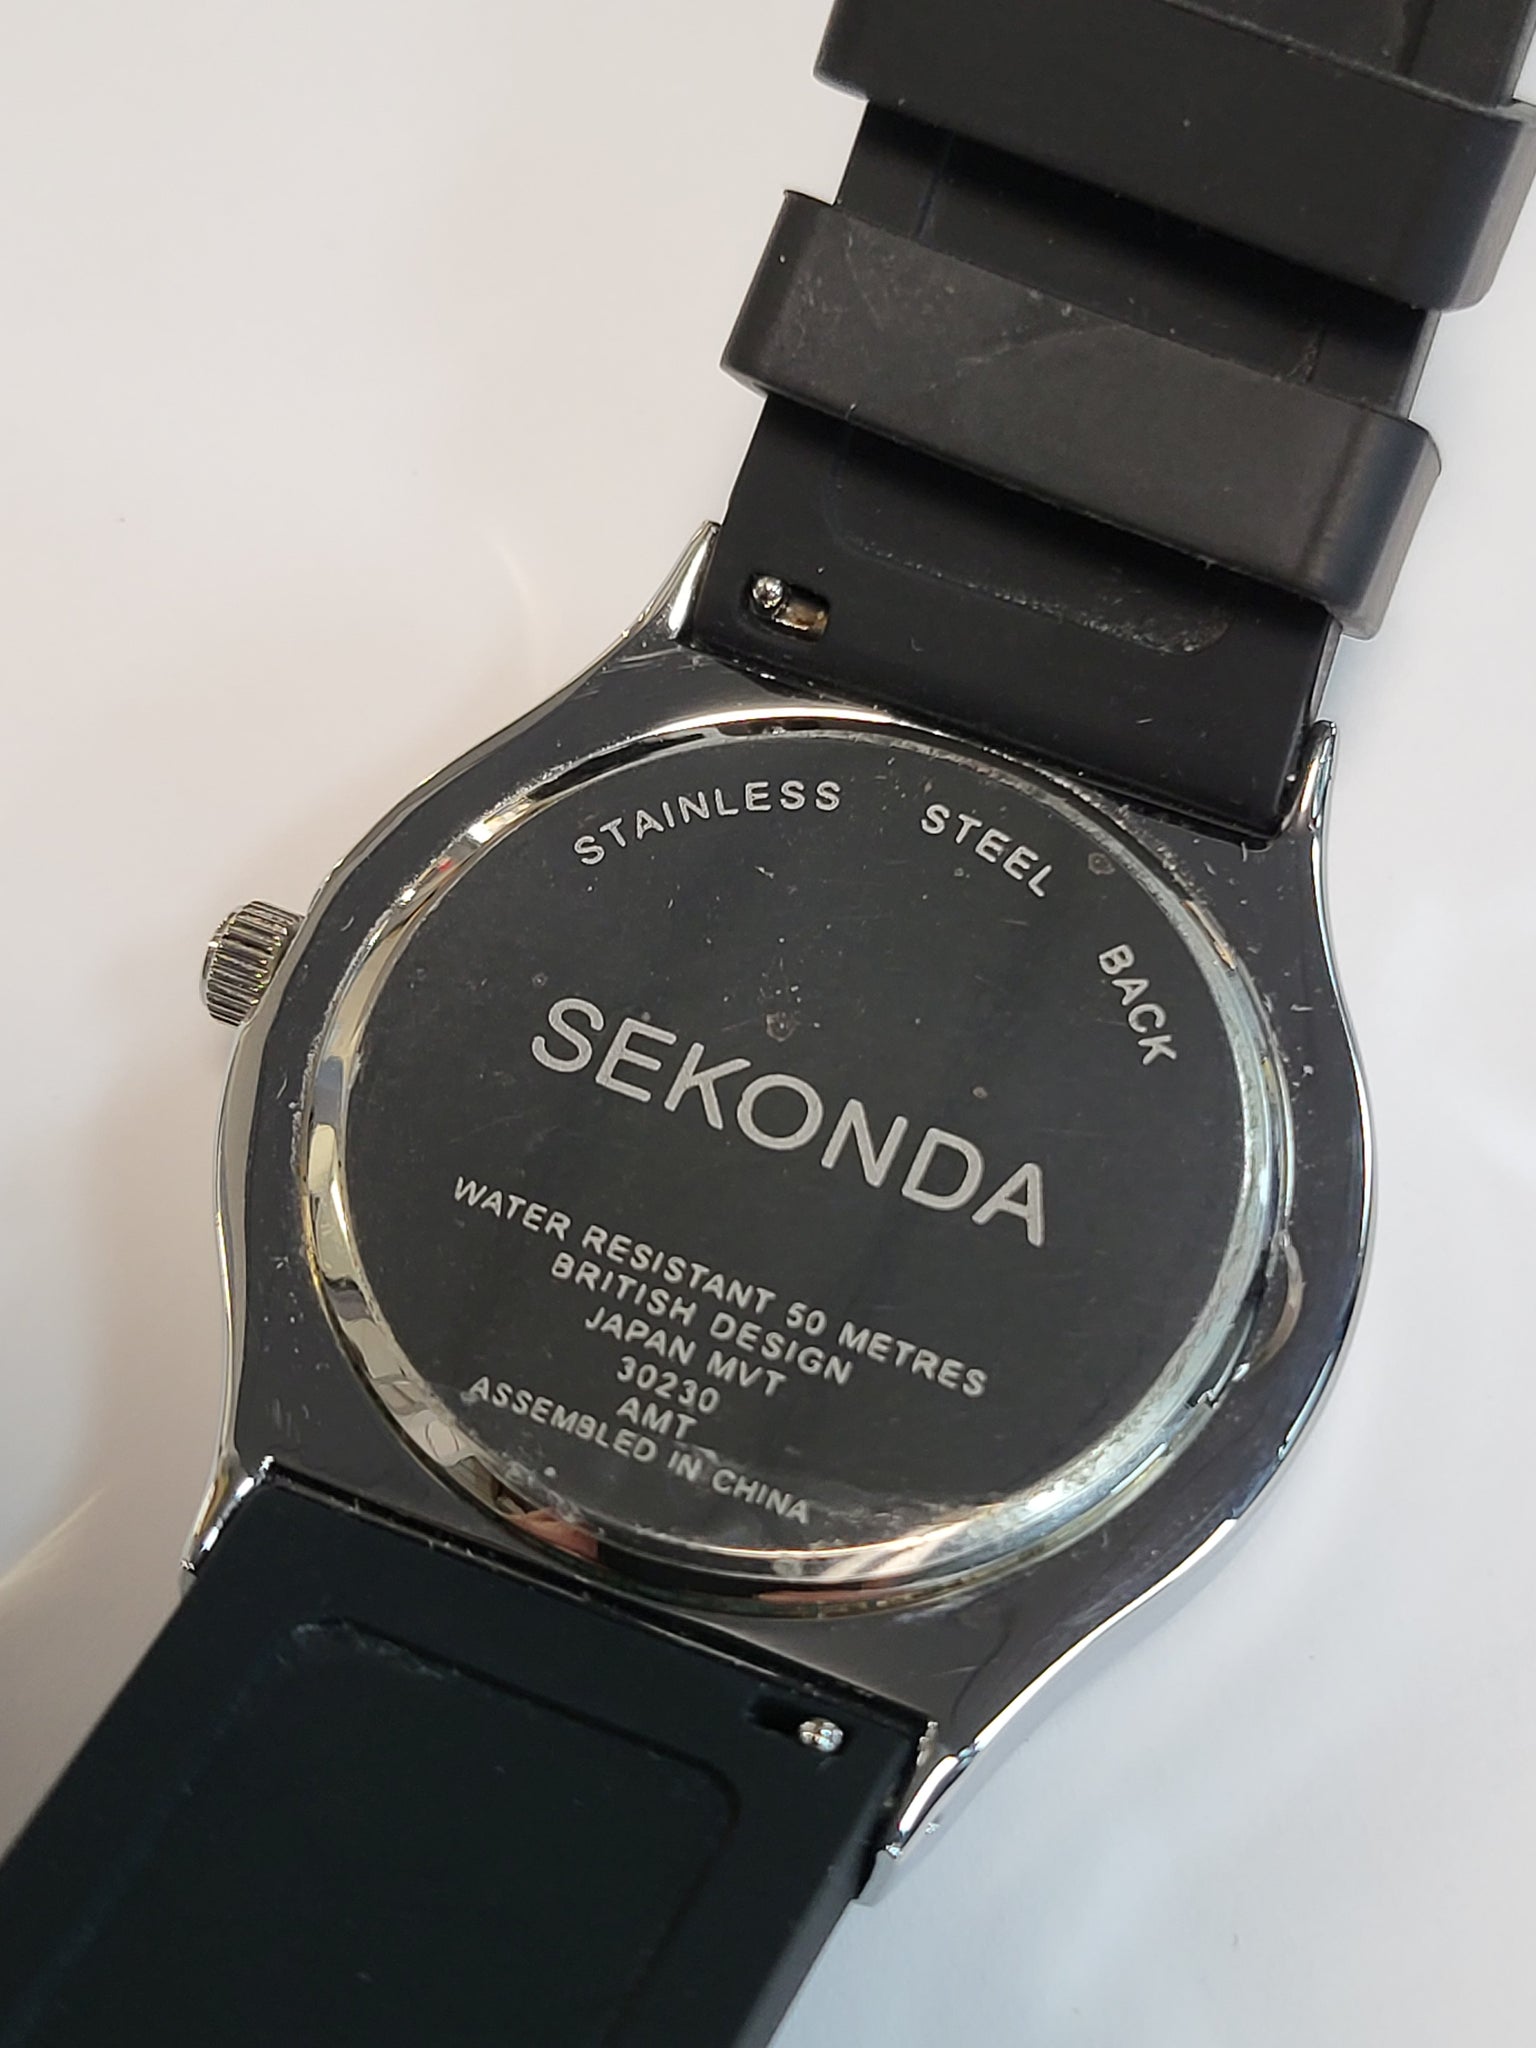 STAINLESS STEEL BACK
SEKONDA
WATER RESISTANT 50 METRES
BRITISH DESIGN
JAPAN MVT
30230
AMT
ASSEMBLED IN CHINA